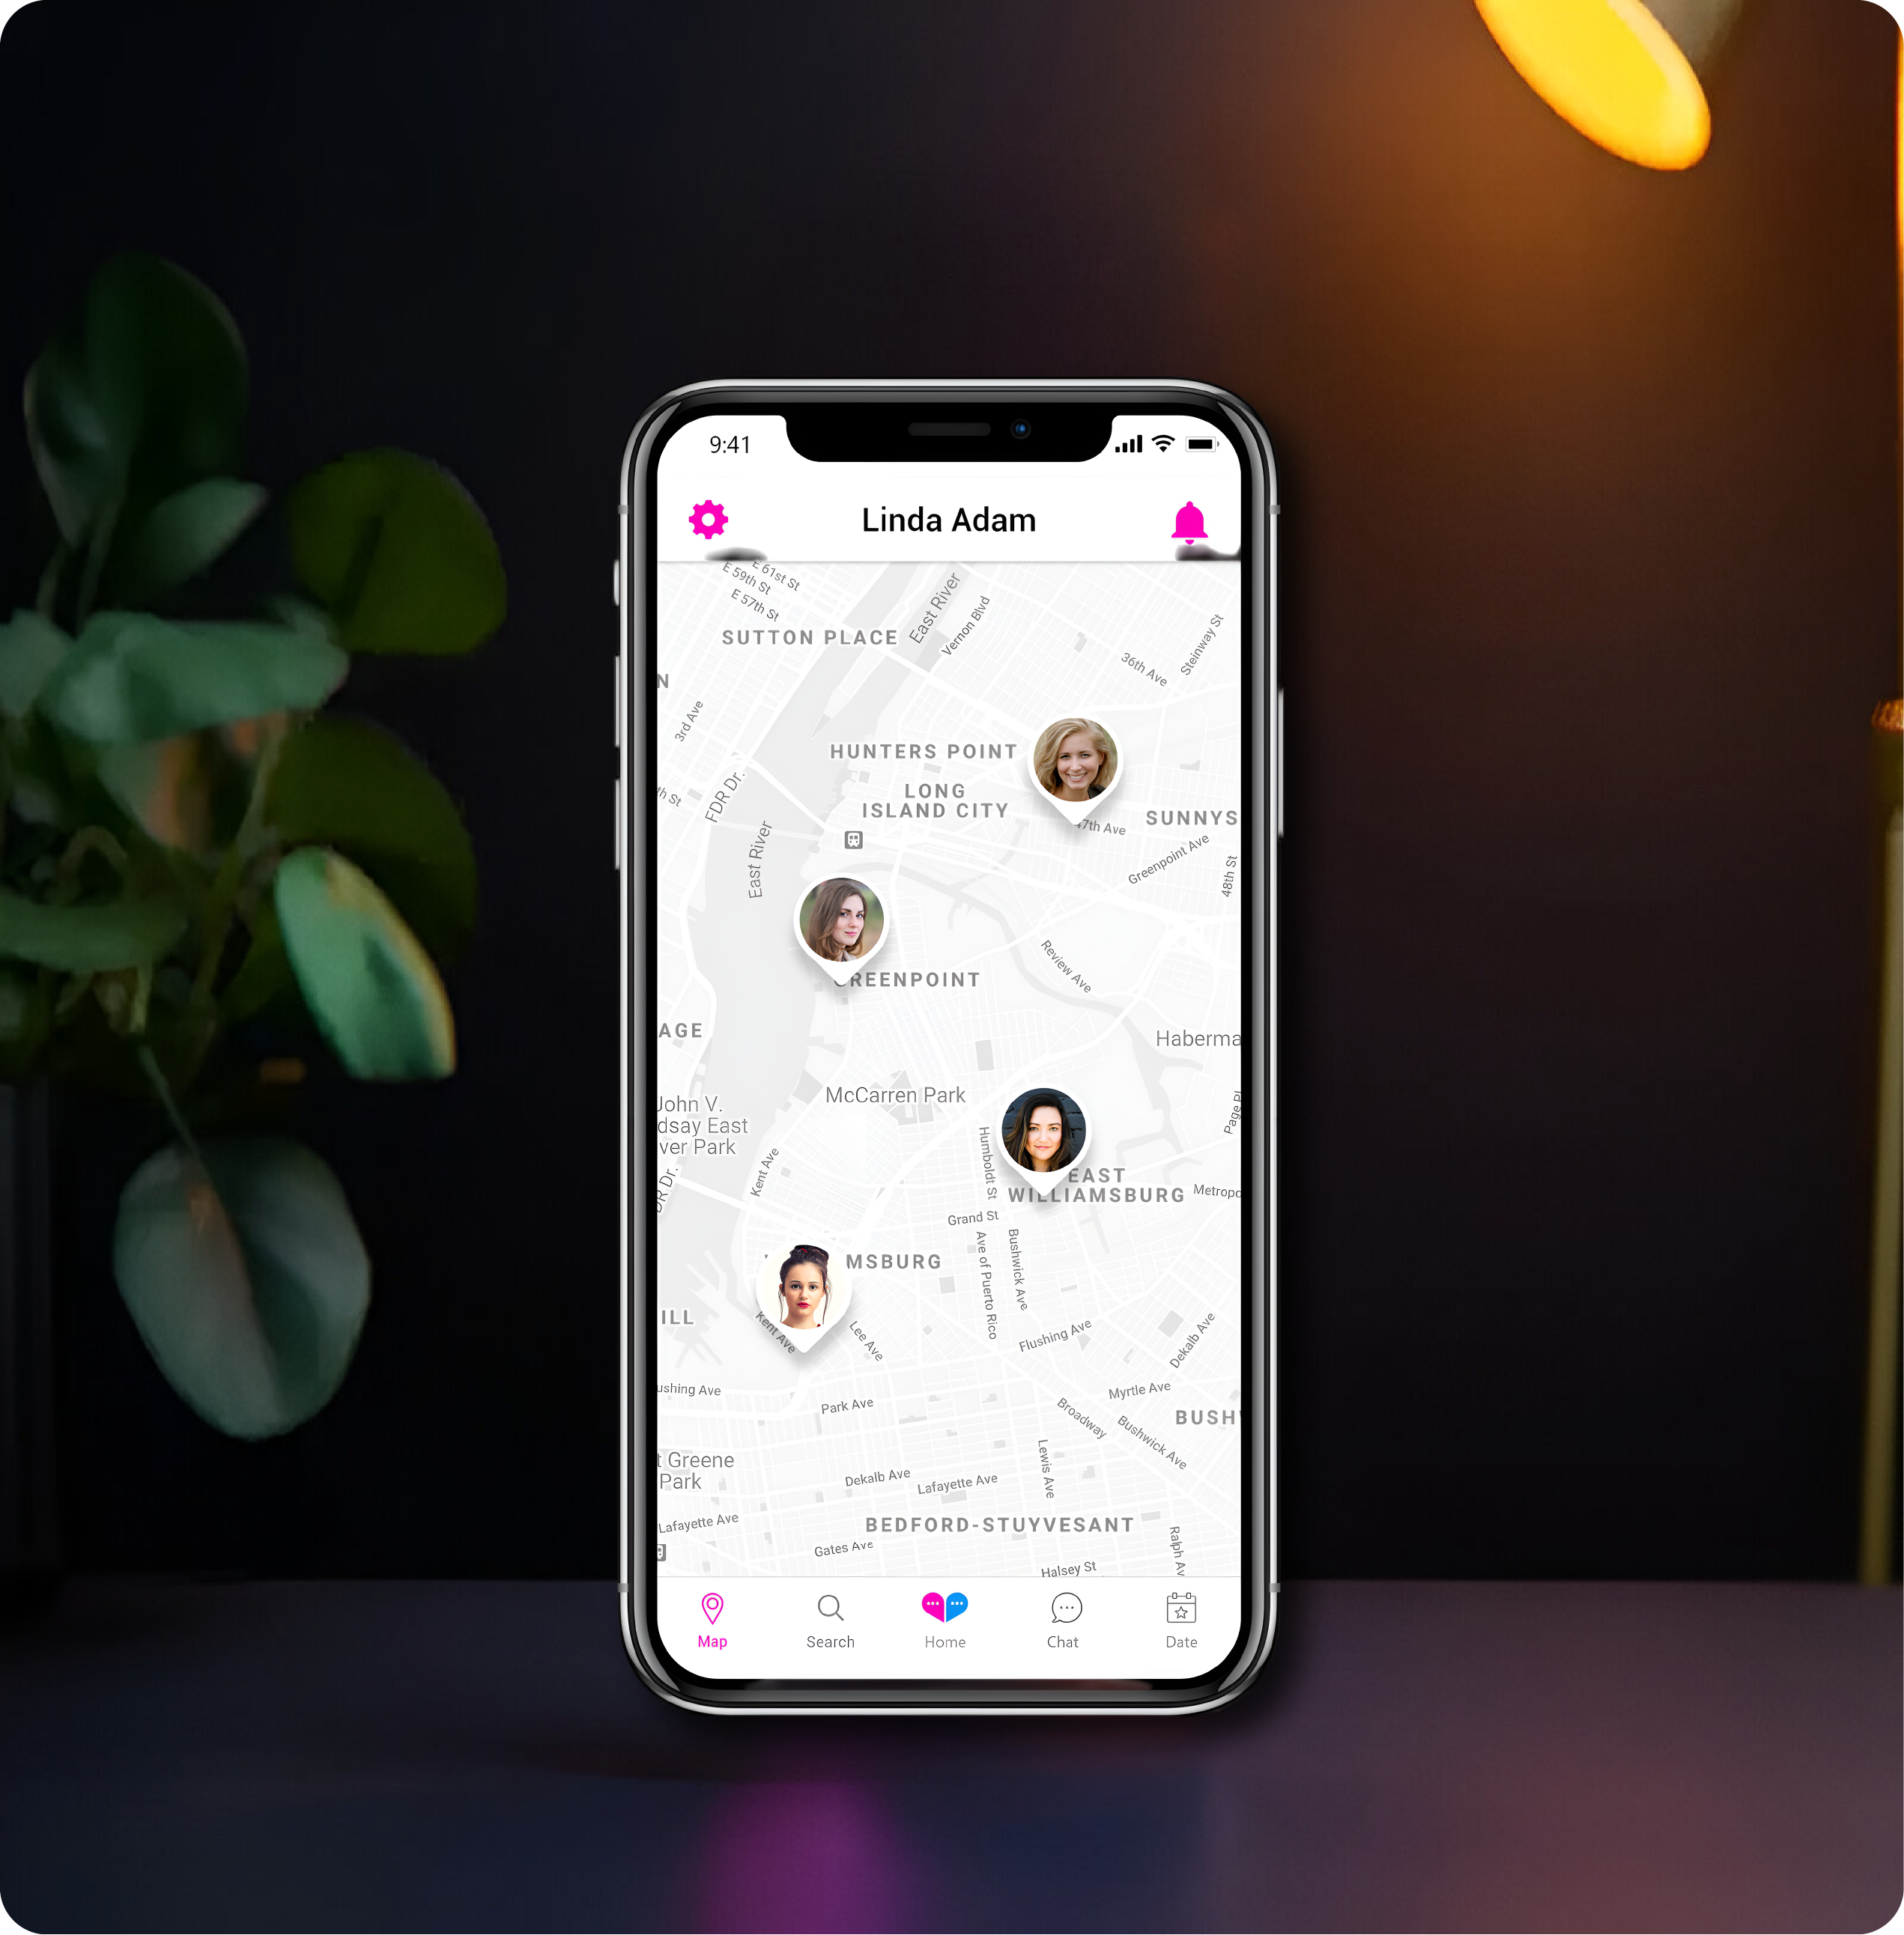 9:41
Linda Adam
E 61st St
E 59th St
E 57th St
East River
Vernon Blvd
SUTTON PLACE
Steinway St
36th Ave
N
3rd Ave
HUNTERS POINT
LONG
ISLAND CITY
FDR Dr.
th St
47th Ave
SUNNYS
Greenpoint Ave
48th St
East River
REENPOINT
Review Ave
AGE
Haberma
McCarren Park
John V.
dsay East
ver Park
Page Pl
Humboldt St
Kent Ave
DR Dr.
EAST
WILLIAMSBURG
Metropo
Grand St
Ave of Puerto Rico
Bushwick Ave
MSBURG
ILL
Kent Ave
Lee Ave
Flushing Ave
Dekalb Ave
ushing Ave
Park Ave
Myrtle Ave
Broadway
Bushwick Ave
BUSH
t Greene
Park
Lewis Ave
Dekalb Ave
Lafayette Ave
Lafayette Ave
BEDFORD-STUYVESANT
Gates Ave
Ralph Av
Halsey St
Map
Search
Home
Chat
Date